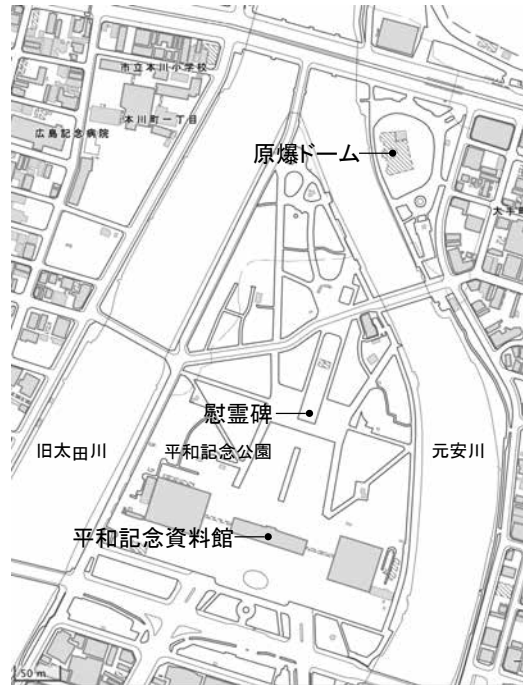 市立本川小学校
本川町一丁目
広島記念病院
原爆ドーム
大手町
慰霊碑
旧太田川
平和記念公園
元安川
平和記念資料館
50 m